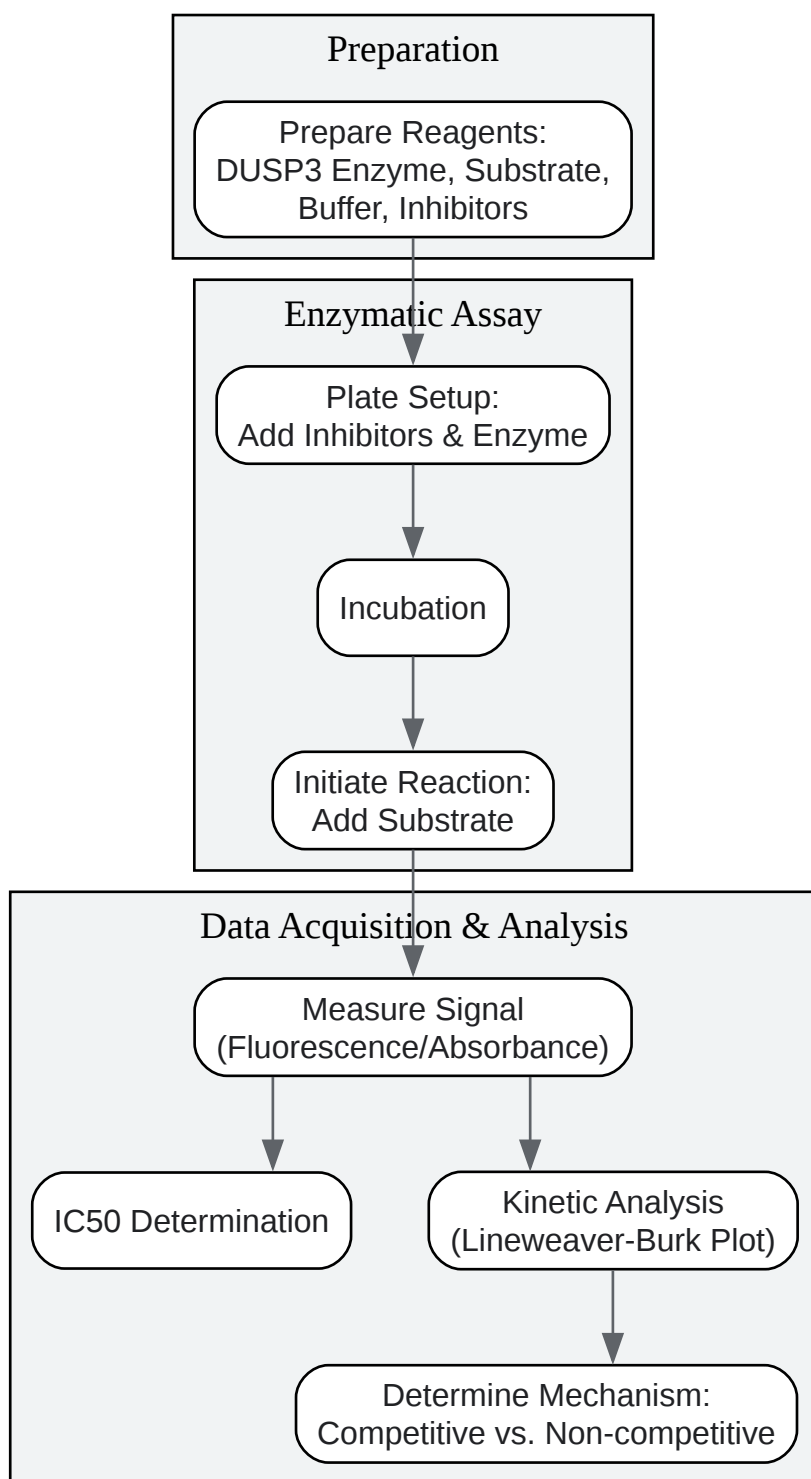 Preparation
Prepare Reagents:
DUSP3 Enzyme, Substrate,
Buffer, Inhibitors
Enzymatic Assay
Plate Setup:
Add Inhibitors & Enzyme
Incubation
Initiate Reaction:
Add Substrate
Data Acquisition & Analysis
Measure Signal
(Fluorescence/Absorbance)
IC50 Determination
Kinetic Analysis
(Lineweaver-Burk Plot)
Determine Mechanism:
Competitive vs. Non-competitive